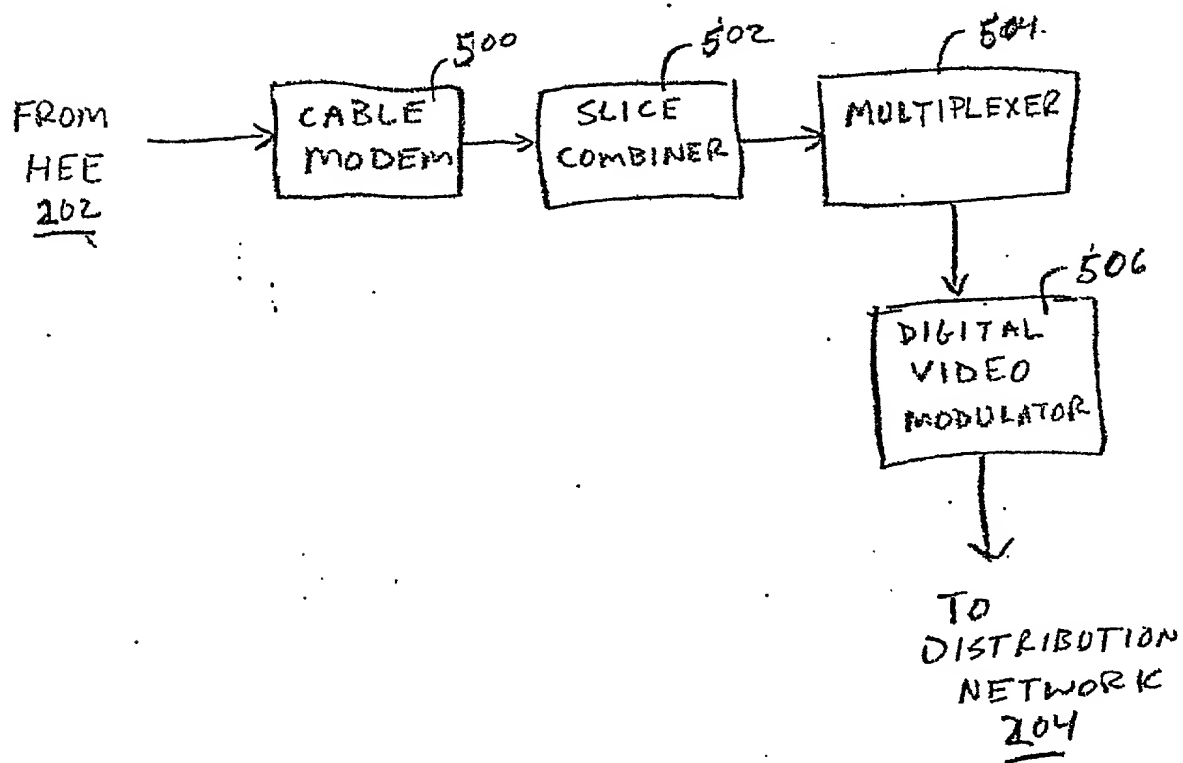 500
502
504
FROM
HEE
202
CABLE
MODEM
SLICE
COMBINER
MULTIPLEXER
506
DIGITAL
VIDEO
MODULATOR
TO
DISTRIBUTION
NETWORK
204